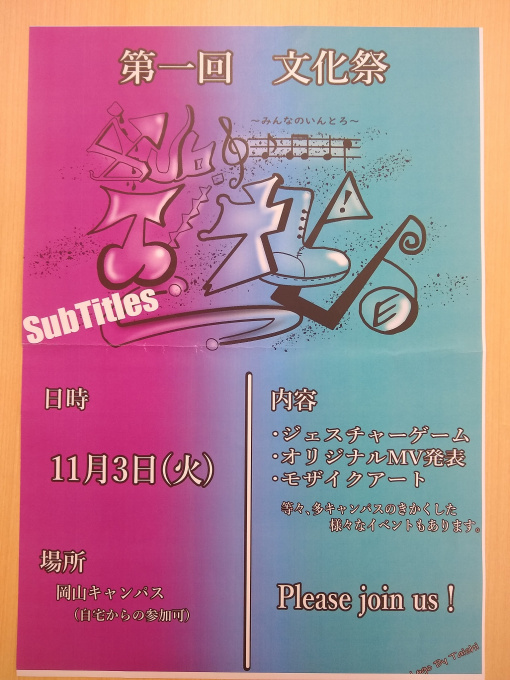 第一回 文化祭
～みんなのいんとろ～
SubTitles
日時
11月3日(火)
場所
岡山キャンパス
(自宅からの参加可)
内容
・ジェスチャーゲーム
・オリジナルMV発表
・モザイクアート
等々、多キャンパスのきかくした
様々なイベントもあります。
Please join us !
By